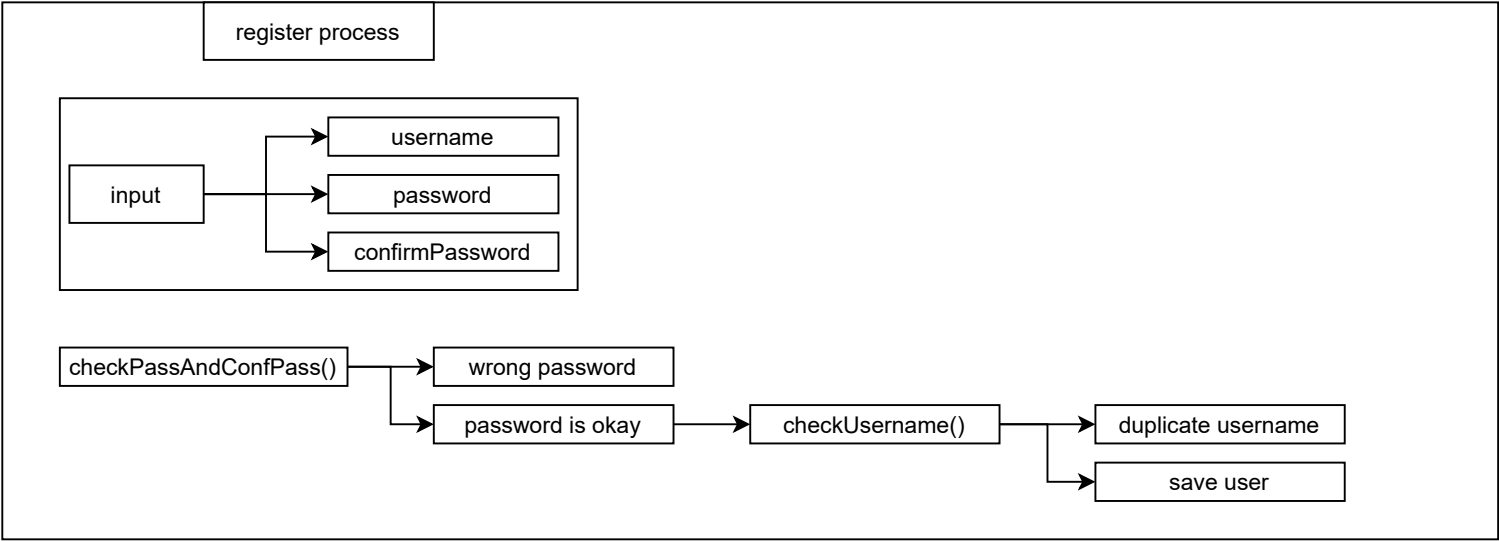 register process
username
input
password
confirmPassword
checkPassAndConfPass()
wrong password
password is okay
checkUsername()
duplicate username
save user